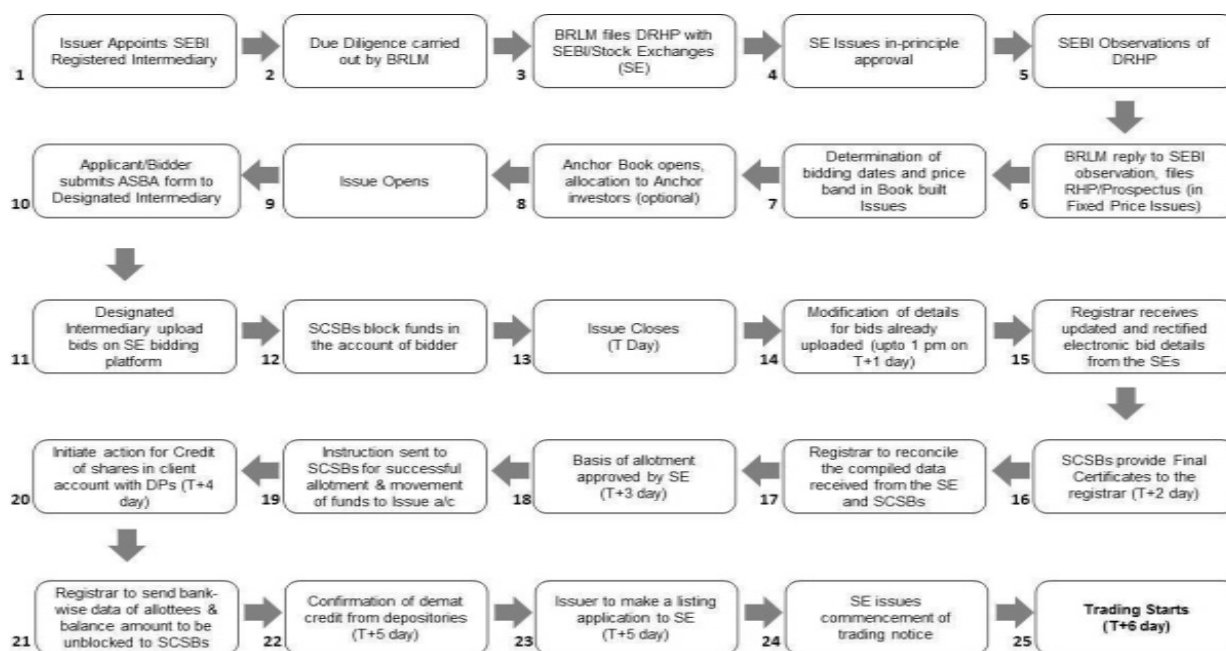 Issuer Appoints SEBI
Registered Intermediary
1
Due Diligence carried
out by BRLM
2
BRLM files DRHP with
SEBI/Stock Exchanges
(SE)
3
SE Issues in-principle
approval
4
SEBI Observations of
DRHP
5
BRLM reply to SEBI
observation, files
RHP/Prospectus (in
Fixed Price Issues)
6
Determination of
bidding dates and price
band in Book built
Issues
7
Anchor Book opens,
allocation to Anchor
investors (optional)
8
Issue Opens
9
Applicant/Bidder
submits ASBA form to
Designated Intermediary
10
Designated
Intermediary upload
bids on SE bidding
platform
11
SCSBs block funds in
the account of bidder
12
Issue Closes
(T Day)
13
Modification of details
for bids already
uploaded (upto 1 pm on
T+1 day)
14
Registrar receives
updated and rectified
electronic bid details
from the SEs
15
SCSBs provide Final
Certificates to the
registrar (T+2 day)
16
Registrar to reconcile
the compiled data
received from the SE
and SCSBs
17
Basis of allotment
approved by SE
(T+3 day)
18
Instruction sent to
SCSBs for successful
allotment & movement
of funds to Issue a/c
19
Initiate action for Credit
of shares in client
account with DPs (T+4
day)
20
Registrar to send bank-
wise data of allottees &
balance amount to be
unblocked to SCSBs
21
Confirmation of demat
credit from depositories
(T+5 day)
22
Issuer to make a listing
application to SE
(T+5 day)
23
SE issues
commencement of
trading notice
24
Trading Starts
(T+6 day)
25